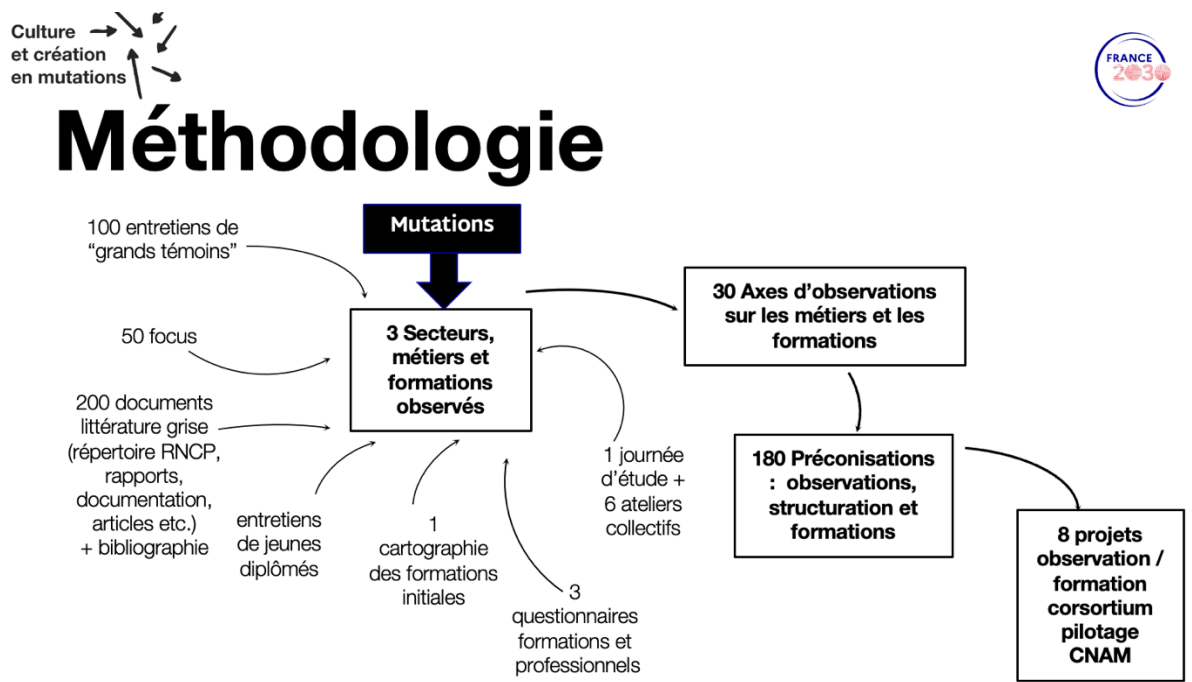 Culture
et création
en mutations
FRANCE
2030
Méthodologie
100 entretiens de
“grands témoins”
Mutations
50 focus
3 Secteurs,
métiers et
formations
observés
200 documents
littérature grise
(répertoire RNCP,
rapports,
documentation,
articles etc.)
+ bibliographie
entretiens
de jeunes
diplômés
1
cartographie
des formations
initiales
3
questionnaires
formations et
professionnels
1 journée
d’étude +
6 ateliers
collectifs
30 Axes d’observations
sur les métiers et les
formations
180 Préconisations
: observations,
structuration et
formations
8 projets
observation /
formation
consortium
pilotage
CNAM